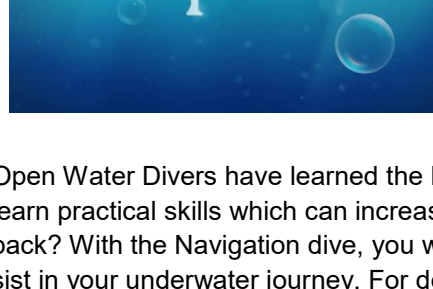 Open Water Divers have learned the
earn practical skills which can increas
back? With the Navigation dive, you w
sist in your underwater journey. For d